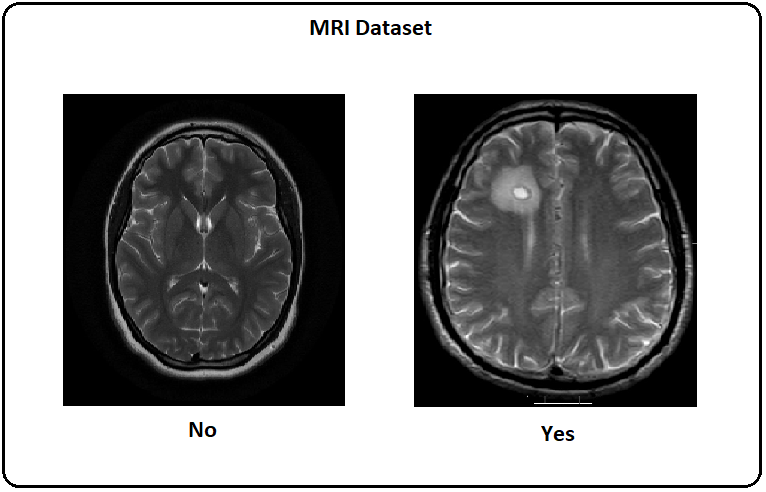 MRI Dataset
No
Yes